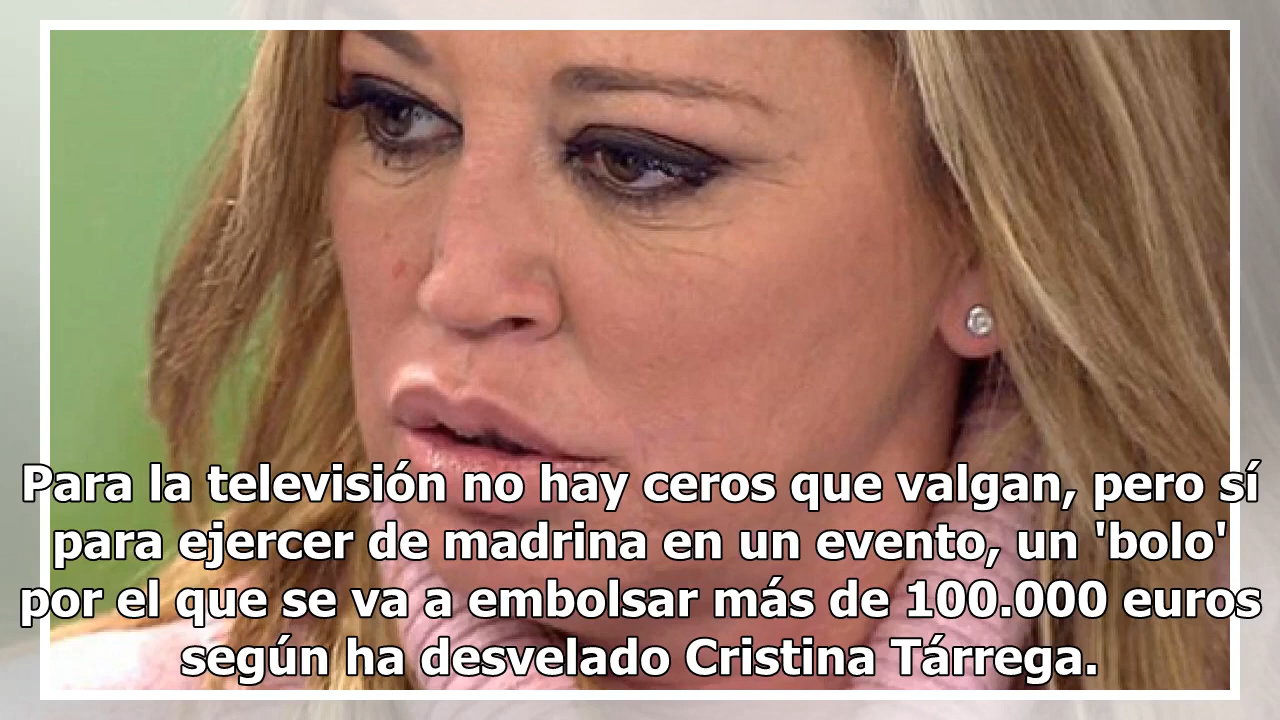 Para la televisión no hay ceros que valgan, pero sí
para ejercer de madrina en un evento, un 'bolo'
por el que se va a embolsar más de 100.000 euros
según ha desvelado Cristina Tárrega.